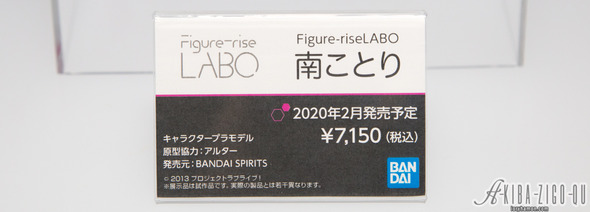 Figure-rise
LABO
Figure-riseLABO
南ことり
2020年2月発売予定
¥7,150(税込)
キャラクタープラモデル
原型協力:アルター
発売元:BANDAI SPIRITS
© 2013 プロジェクトラブライブ!
※展示品は試作品です。実際の製品とは若干異なります。
BAN
DAI
AKIBA-ZIGO-OU